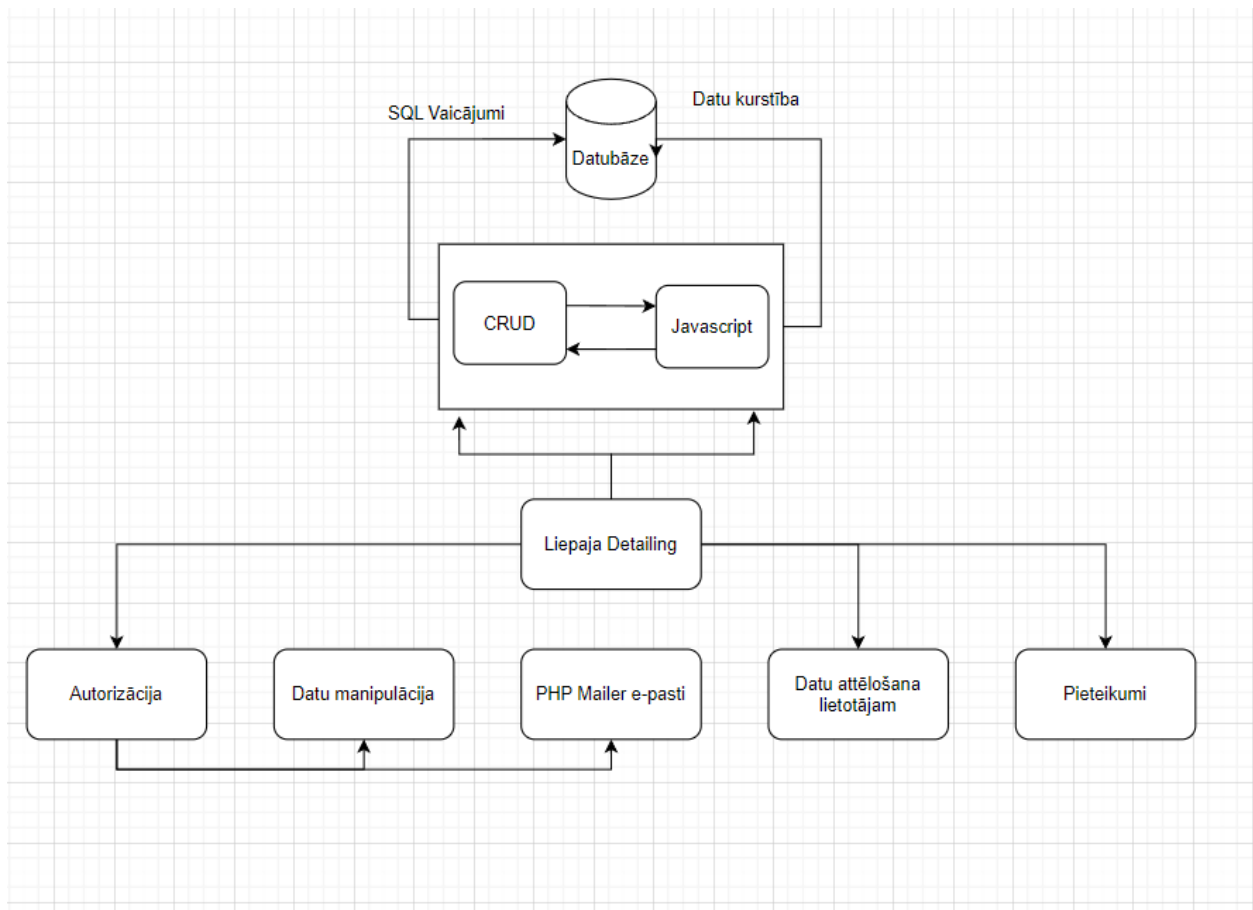 SQL Vaicājumi
Datu kurstība
Datubāze
CRUD
Javascript
Liepaja Detailing
Autorizācija
Datu manipulācija
PHP Mailer e-pasti
Datu attēlošana
lietotājam
Pieteikumi